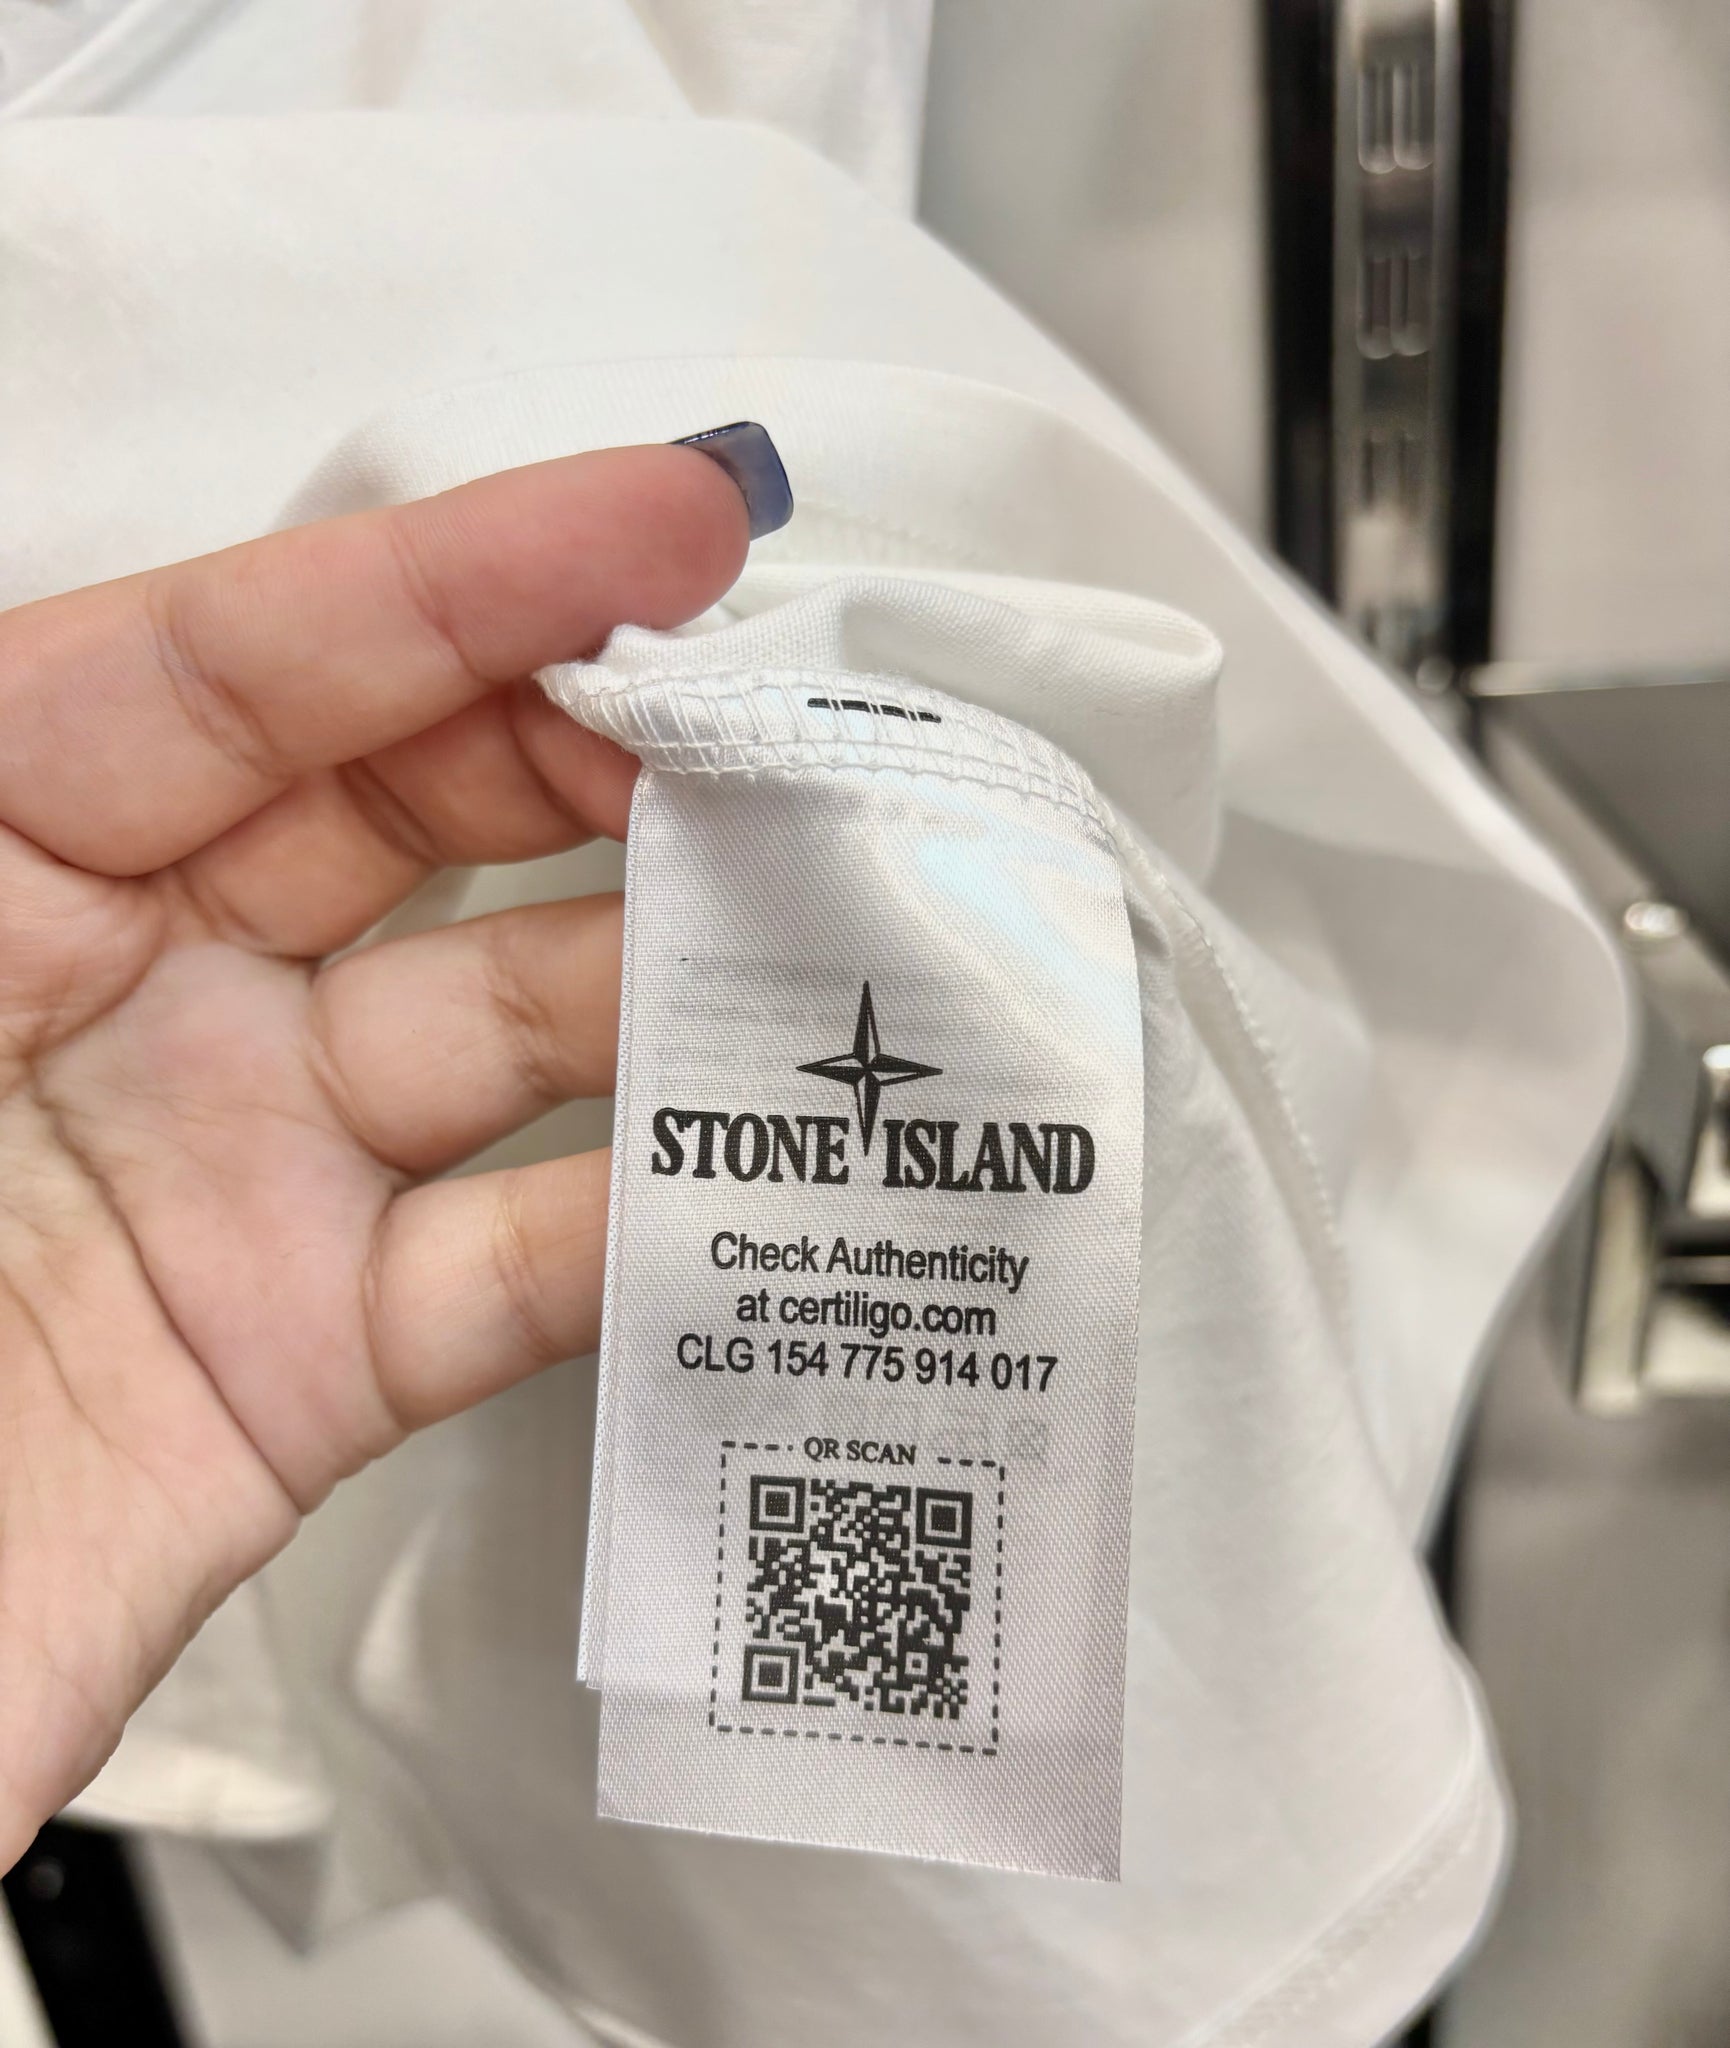 STONE ISLAND
Check Authenticity
at certiligo.com
CLG 154 775 914 017
QR SCAN